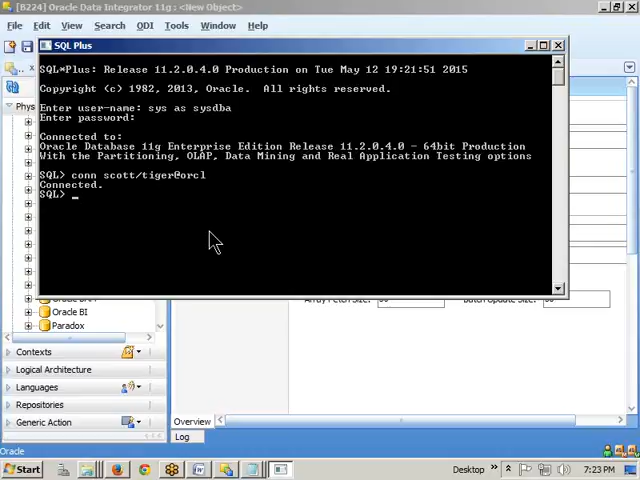 [B224] Oracle Data Integrator 11g : <New Object>
File Edit View Search ODI Tools Window Help
SQL Plus
SQL*Plus: Release 11.2.0.4.0 Production on Tue May 12 19:21:51 2015
Copyright (c) 1982, 2013, Oracle.  All rights reserved.
Enter user-name: sys as sysdba
Enter password:
Connected to:
Oracle Database 11g Enterprise Edition Release 11.2.0.4.0 - 64bit Production
With the Partitioning, OLAP, Data Mining and Real Application Testing options
SQL> conn scott/tiger@orcl
Connected.
SQL> _
Phys
Oracle BI
Paradox
Contexts
Logical Architecture
Languages
Repositories
Generic Action
Overview
Log
Oracle
Start
Desktop
7:23 PM